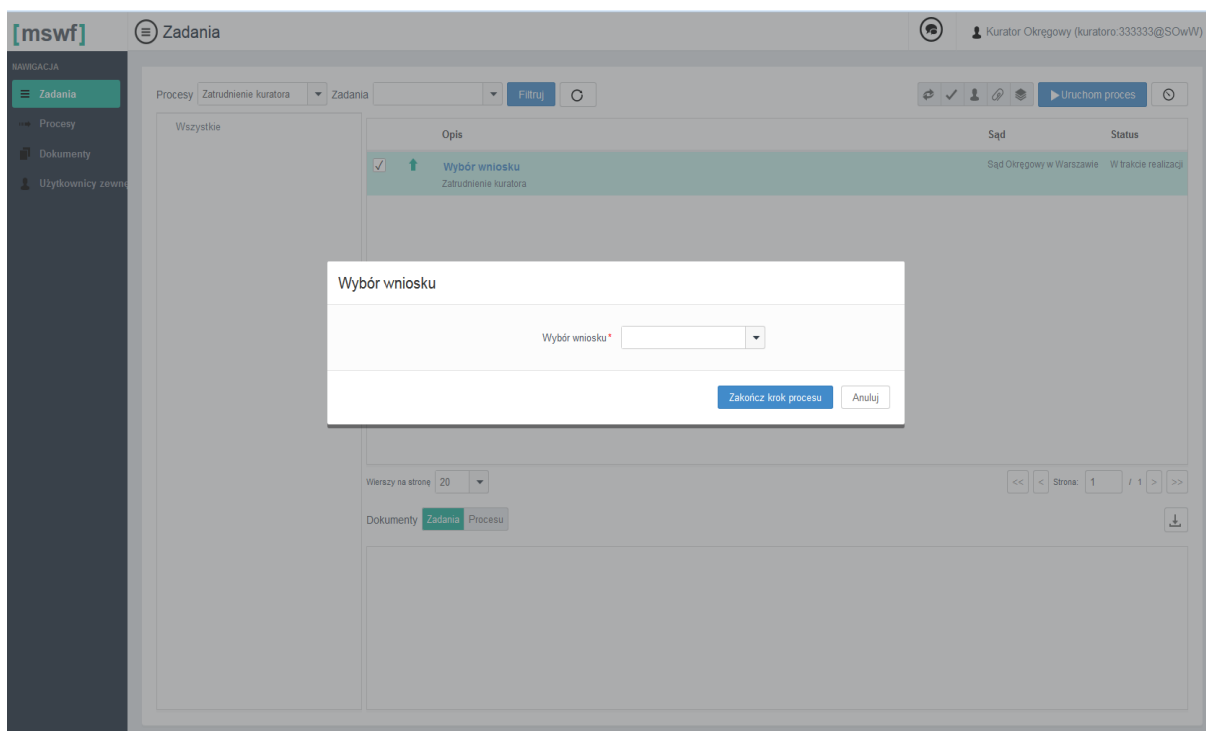 [mswf]
Zadania
Kurator Okręgowy (kuratoro:333333@SOwW)
NAWIGACJA
Zadania
Procesy
Dokumenty
Użytkownicy zewnę
Procesy Zatrudnienie kuratora Zadania Filtruj Uruchom proces
Wszystkie
Opis Sąd Status
Wybór wniosku Sąd Okręgowy w Warszawie W trakcie realizacji
Zatrudnienie kuratora
Wybór wniosku
Wybór wniosku*
Zakończ krok procesu Anuluj
Wierszy na stronę 20 << < Strona: 1 / 1 > >>
Dokumenty Zadania Procesu